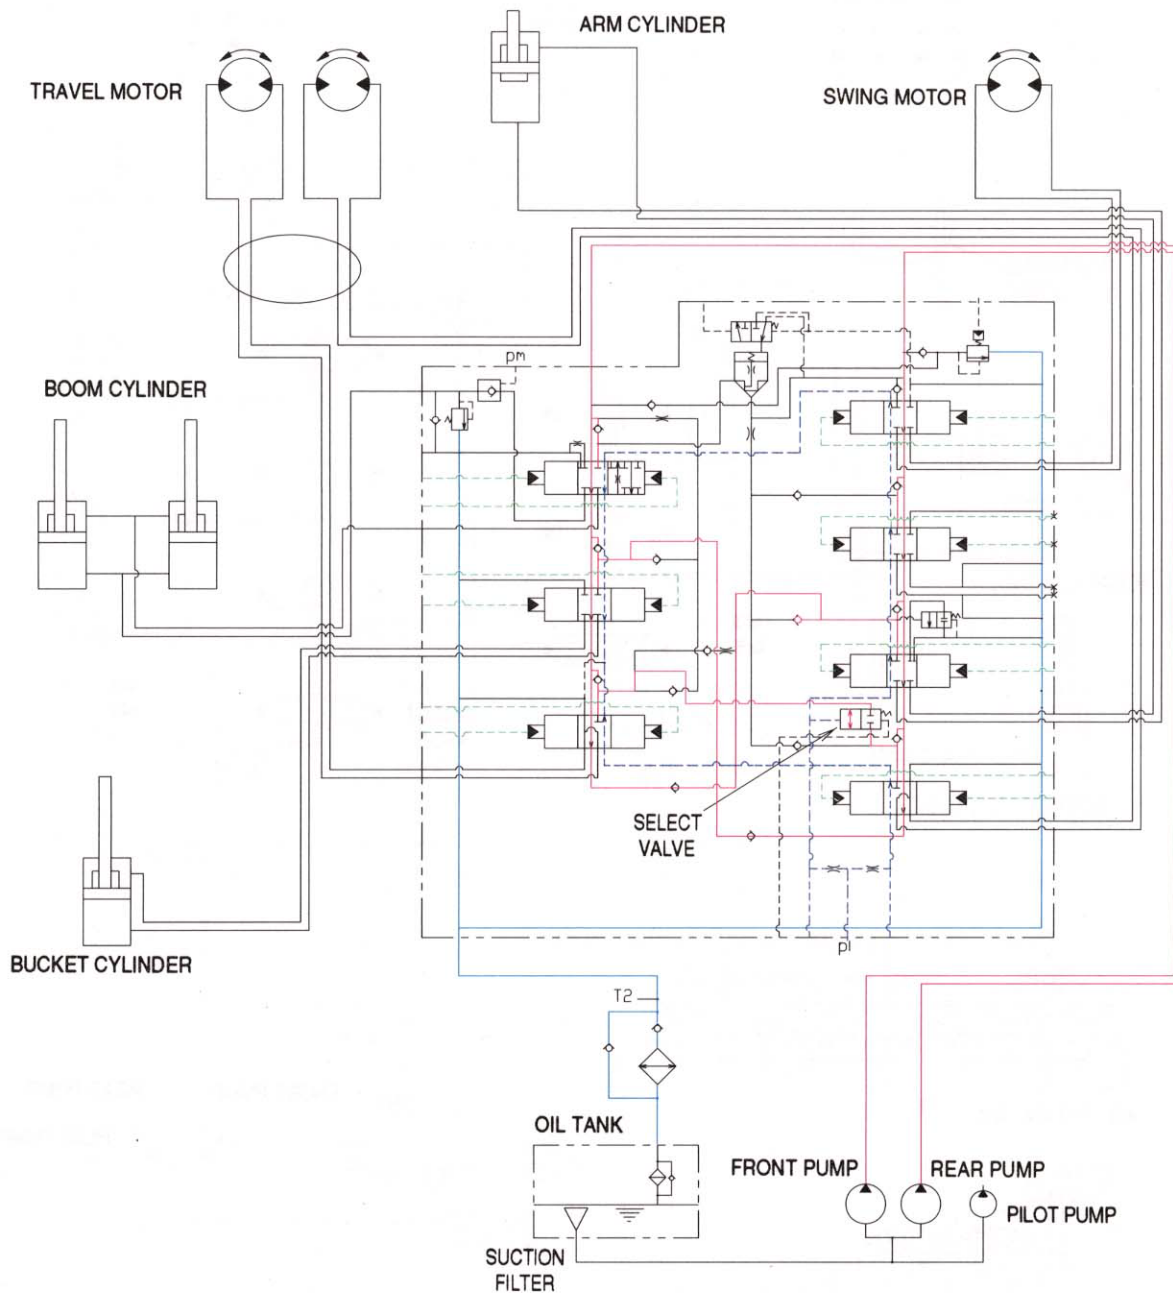 ARM CYLINDER
TRAVEL MOTOR
SWING MOTOR
pm
BOOM CYLINDER
SELECT
VALVE
BUCKET CYLINDER
pl
T2
OIL TANK
FRONT PUMP
REAR PUMP
PILOT PUMP
SUCTION
FILTER